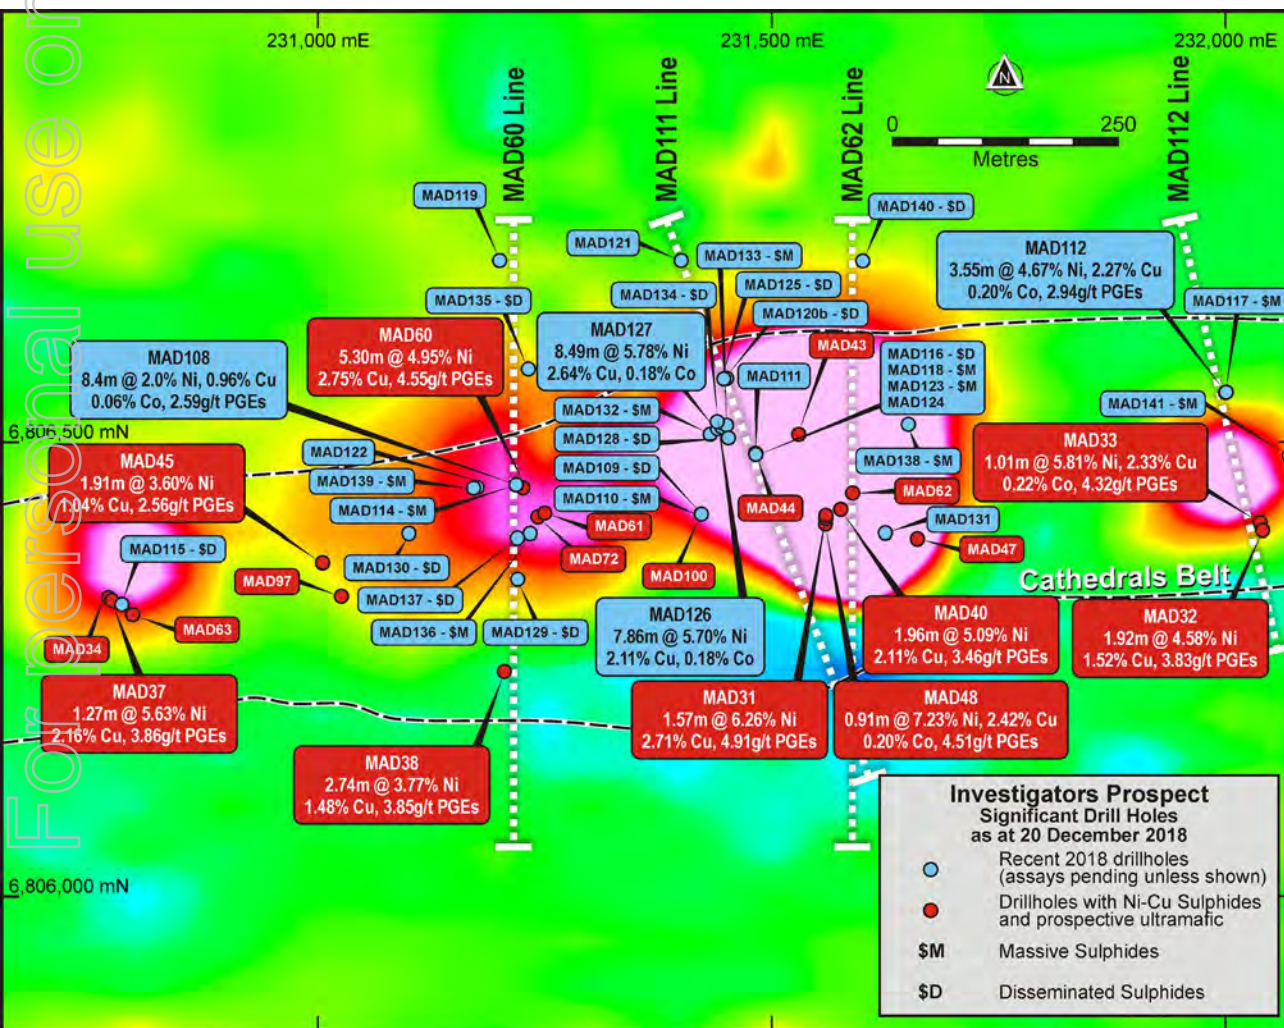 For personal use or
231,000 mE
231,500 mE
232,000 mE
MAD60 Line
MAD111 Line
MAD62 Line
MAD112 Line
N
0
250
Metres
MAD119
MAD121
MAD133 - $M
MAD140 - $D
MAD112
3.55m @ 4.67% Ni, 2.27% Cu
0.20% Co, 2.94g/t PGEs
MAD135 - $D
MAD134 - $D
MAD125 - $D
MAD120b - $D
MAD117 - $M
MAD60
5.30m @ 4.95% Ni
2.75% Cu, 4.55g/t PGEs
MAD127
8.49m @ 5.78% Ni
2.64% Cu, 0.18% Co
MAD43
MAD108
8.4m @ 2.0% Ni, 0.96% Cu
0.06% Co, 2.59g/t PGEs
MAD111
MAD116 - $D
MAD118 - $M
MAD123 - $M
MAD124
MAD132 - $M
MAD141 - $M
6,806,500 mN
MAD128 - $D
MAD33
1.01m @ 5.81% Ni, 2.33% Cu
0.22% Co, 4.32g/t PGEs
MAD45
1.91m @ 3.60% Ni
1.04% Cu, 2.56g/t PGEs
MAD122
MAD139 - $M
MAD109 - $D
MAD138 - $M
MAD114 - $M
MAD110 - $M
MAD62
MAD44
MAD61
MAD131
MAD115 - $D
MAD72
MAD47
MAD130 - $D
MAD97
MAD100
Cathedrals Belt
MAD137 - $D
MAD63
MAD34
MAD136 - $M
MAD129 - $D
MAD126
7.86m @ 5.70% Ni
2.11% Cu, 0.18% Co
MAD40
1.96m @ 5.09% Ni
2.11% Cu, 3.46g/t PGEs
MAD32
1.92m @ 4.58% Ni
1.52% Cu, 3.83g/t PGEs
MAD37
1.27m @ 5.63% Ni
2.16% Cu, 3.86g/t PGEs
MAD31
1.57m @ 6.26% Ni
2.71% Cu, 4.91g/t PGEs
MAD48
0.91m @ 7.23% Ni, 2.42% Cu
0.20% Co, 4.51g/t PGEs
MAD38
2.74m @ 3.77% Ni
1.48% Cu, 3.85g/t PGEs
6,806,000 mN
Investigators Prospect
Significant Drill Holes
as at 20 December 2018
Recent 2018 drillholes
(assays pending unless shown)
Drillholes with Ni-Cu Sulphides
and prospective ultramafic
$M Massive Sulphides
$D Disseminated Sulphides